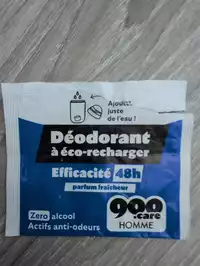 Ajoutez
juste
de l'eau !
Déodorant
à éco-recharger
Efficacité 48h
parfum fraîcheur
Zero alcool
Actifs anti-odeurs
900
.care
HOMME